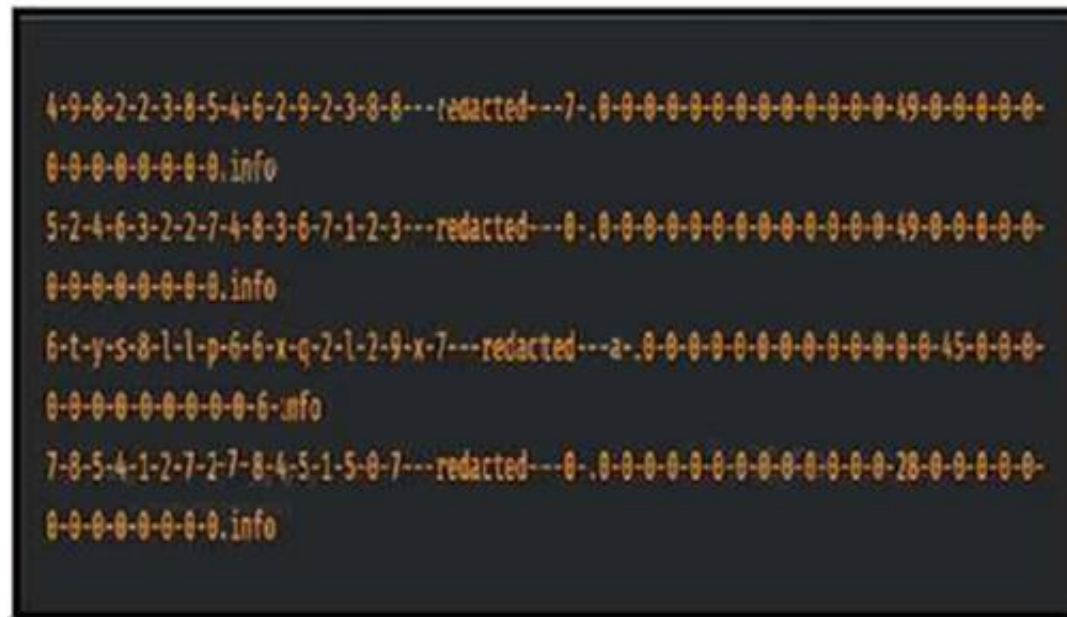 4-9-8-2-2-3-8-5-4-6-2-9-2-3-8-8---redacted---7-.0-0-0-0-0-0-0-0-0-0-0-0-0-49-0-0-0-0-0-
0-0-0-0-0-0-0-0.info
5-2-4-6-3-2-2-7-4-8-3-6-7-1-2-3---redacted---0-.0-0-0-0-0-0-0-0-0-0-0-0-0-49-0-0-0-0-0-
0-0-0-0-0-0-0-0.info
6-t-y-s-8-l-l-p-6-6-x-q-2-l-2-9-x-7---redacted---a-.0-0-0-0-0-0-0-0-0-0-0-0-0-45-0-0-0-
0-0-0-0-0-0-0-0-0-6-info
7-8-5-4-1-2-7-2-7-8-4-5-1-5-0-7---redacted---0-.0-0-0-0-0-0-0-0-0-0-0-0-0-28-0-0-0-0-0-
0-0-0-0-0-0-0-0.info